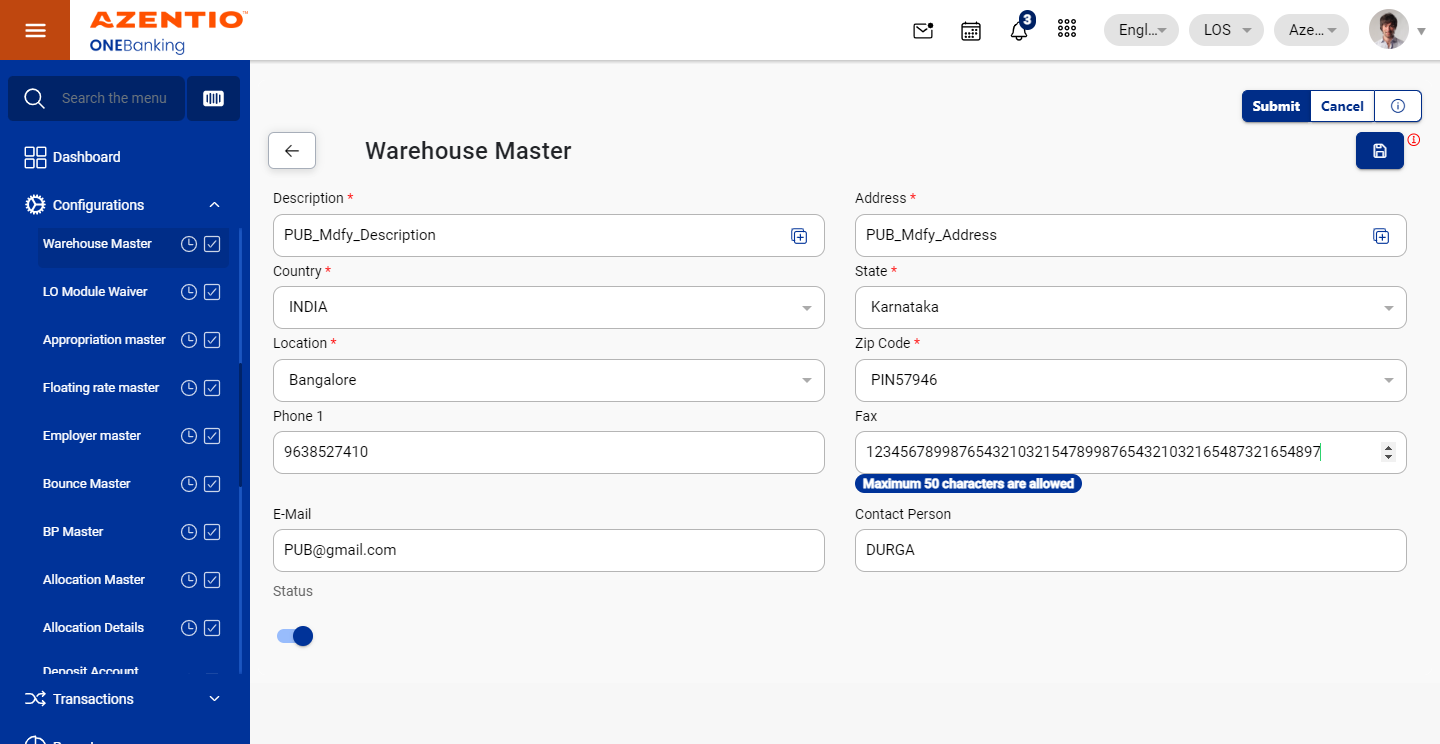 AZENTIO™
ONEBanking
3
Engl...
LOS
Aze...
Search the menu
Dashboard
Configurations
Warehouse Master
LO Module Waiver
Appropriation master
Floating rate master
Employer master
Bounce Master
BP Master
Allocation Master
Allocation Details
Deposit Account
Transactions
Submit
Cancel
Warehouse Master
Description *
PUB_Mdfy_Description
Address *
PUB_Mdfy_Address
Country *
INDIA
State *
Karnataka
Location *
Bangalore
Zip Code *
PIN57946
Phone 1
9638527410
Fax
123456789987654321032154789987654321032165487321654897
Maximum 50 characters are allowed
E-Mail
PUB@gmail.com
Contact Person
DURGA
Status